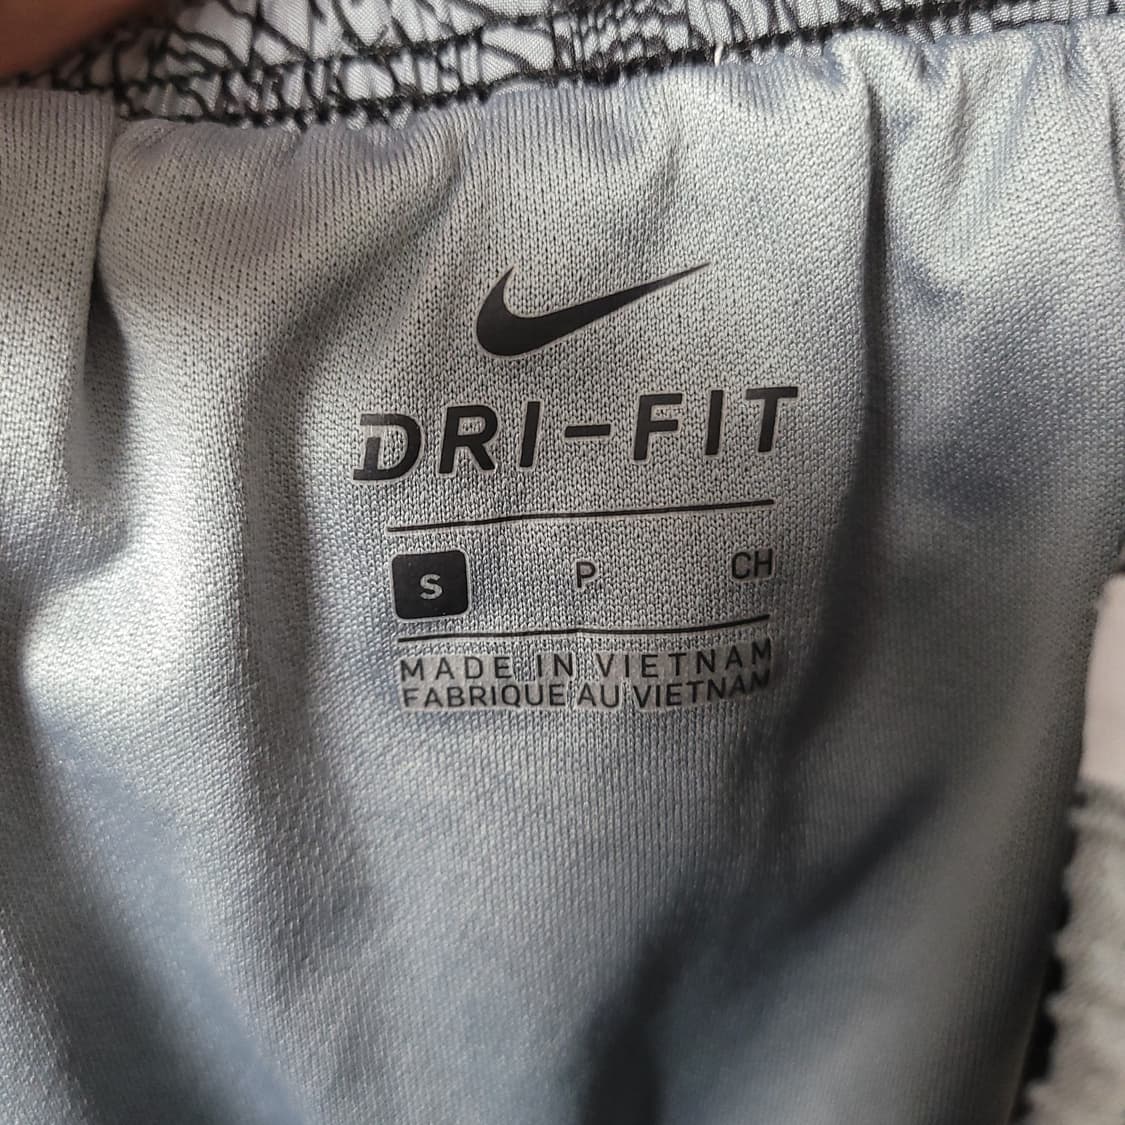 DRI-FIT
S P CH
MADE IN VIETNAM
FABRIQUE AU VIETNAM